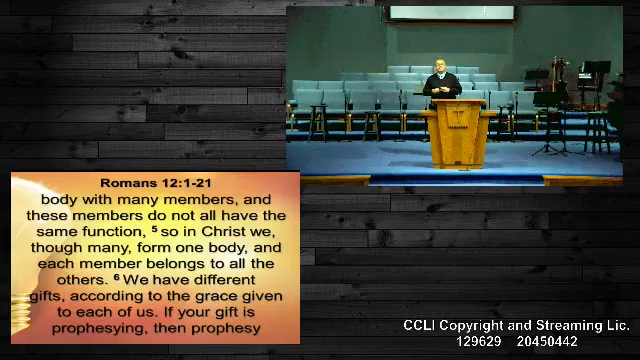 Romans 12:1-21
body with many members, and
these members do not all have the
same function, 5 so in Christ we,
though many, form one body, and
each member belongs to all the
others. 6 We have different
gifts, according to the grace given
to each of us. If your gift is
prophesying, then prophesy
CCLI Copyright and Streaming Lic.
129629 20450442